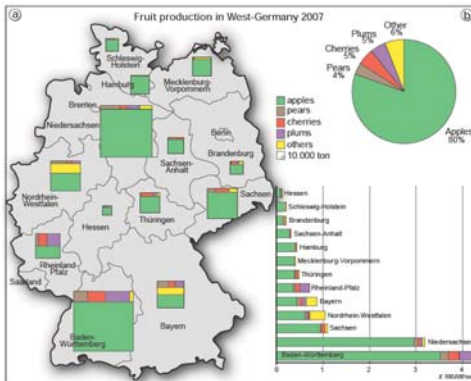 a
Fruit production in West-Germany 2007
b
Schleswig-
Holstein
Hamburg
Mecklenburg-
Vorpommern
Bremen
Niedersachsen
Berlin
Brandenburg
Sachsen-
Anhalt
Nordrhein-
Westfalen
Sachsen
Hessen
Thüringen
Rheinland-
Pfalz
Saarland
Bayern
Baden-
Württemberg
apples
pears
cherries
plums
others
10.000 ton
Other
6%
Plums
5%
Cherries
5%
Pears
4%
Apples
80%
Hessen
Schleswig-Holstein
Brandenburg
Sachsen-Anhalt
Hamburg
Mecklenburg-Vorpommern
Thüringen
Rheinland-Pfalz
Bayern
Nordrhein-Westfalen
Sachsen
Niedersachsen
Baden-Württemberg
0 1 2 3 4